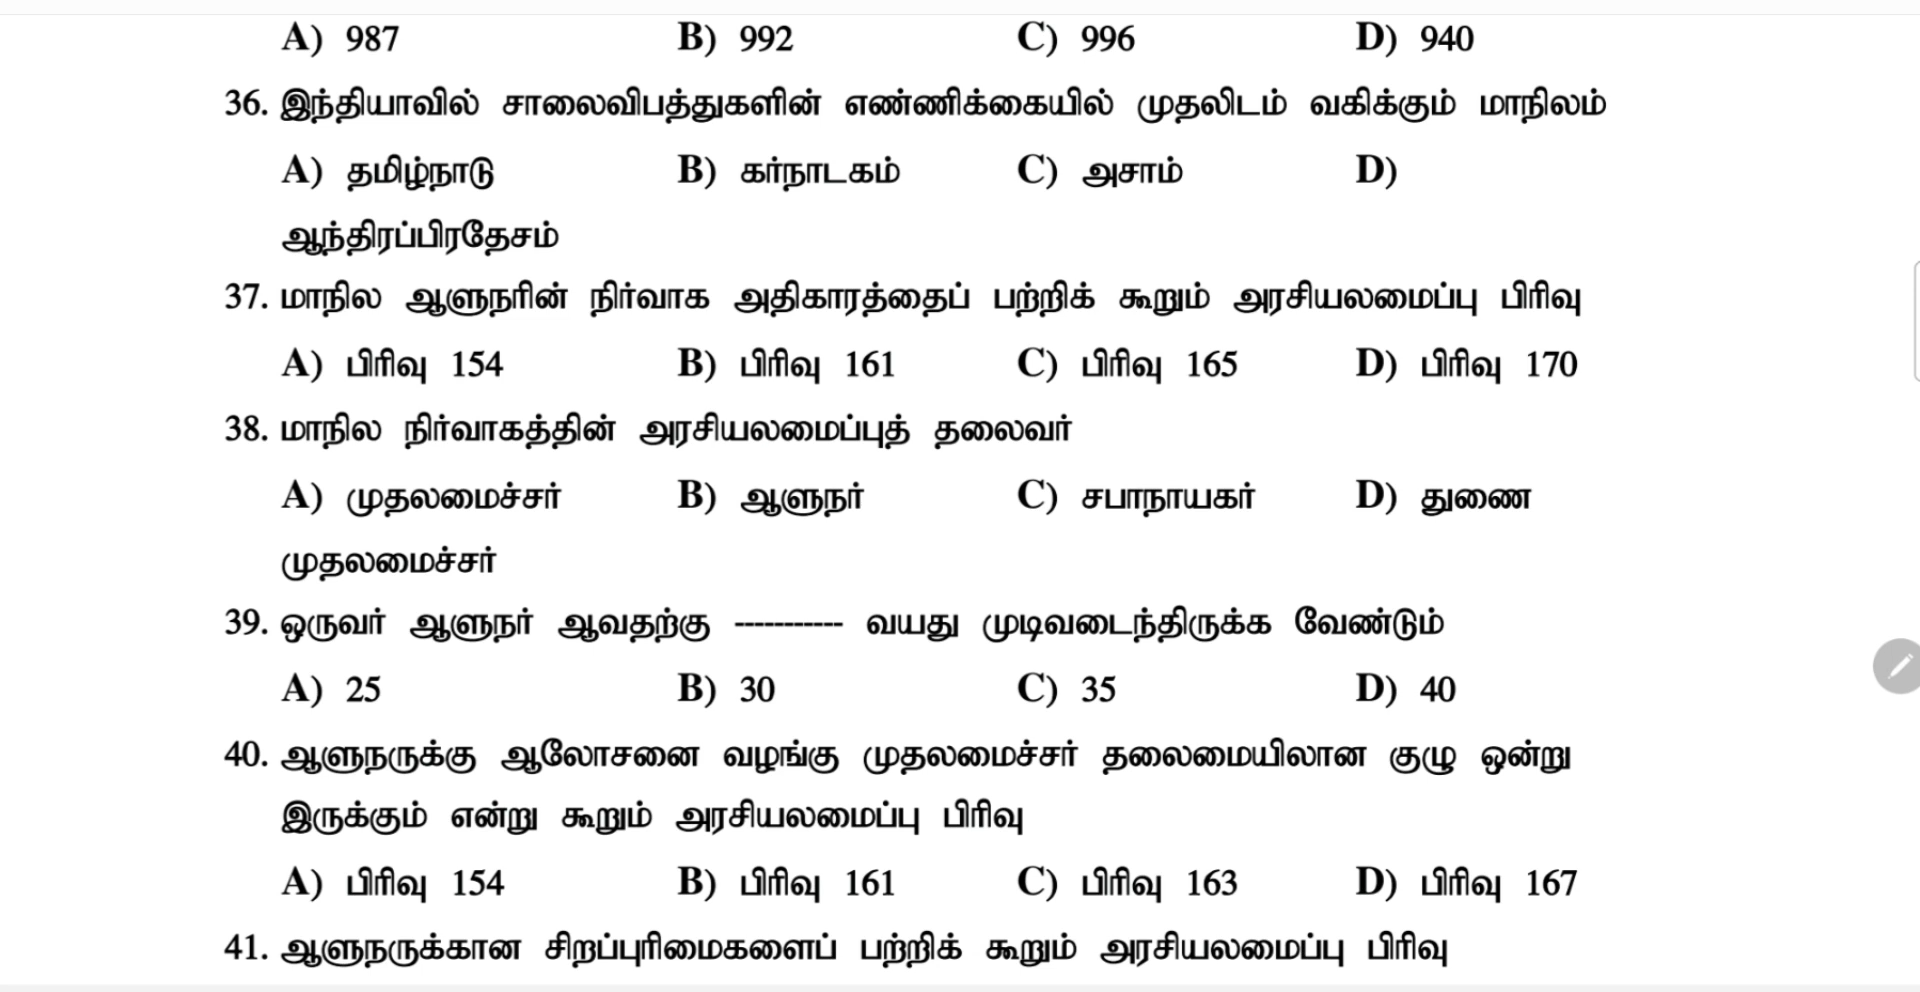 A) 987 B) 992 C) 996 D) 940
36. இந்தியாவில் சாலைவிபத்துகளின் எண்ணிக்கையில் முதலிடம் வகிக்கும் மாநிலம்
A) தமிழ்நாடு B) கர்நாடகம் C) அசாம் D)
ஆந்திரப்பிரதேசம்
37. மாநில ஆளுநரின் நிர்வாக அதிகாரத்தைப் பற்றிக் கூறும் அரசியலமைப்பு பிரிவு
A) பிரிவு 154 B) பிரிவு 161 C) பிரிவு 165 D) பிரிவு 170
38. மாநில நிர்வாகத்தின் அரசியலமைப்புத் தலைவர்
A) முதலமைச்சர் B) ஆளுநர் C) சபாநாயகர் D) துணை
முதலமைச்சர்
39. ஒருவர் ஆளுநர் ஆவதற்கு ----------- வயது முடிவடைந்திருக்க வேண்டும்
A) 25 B) 30 C) 35 D) 40
40. ஆளுநருக்கு ஆலோசனை வழங்கு முதலமைச்சர் தலைமையிலான குழு ஒன்று
இருக்கும் என்று கூறும் அரசியலமைப்பு பிரிவு
A) பிரிவு 154 B) பிரிவு 161 C) பிரிவு 163 D) பிரிவு 167
41. ஆளுநருக்கான சிறப்புரிமைகளைப் பற்றிக் கூறும் அரசியலமைப்பு பிரிவு